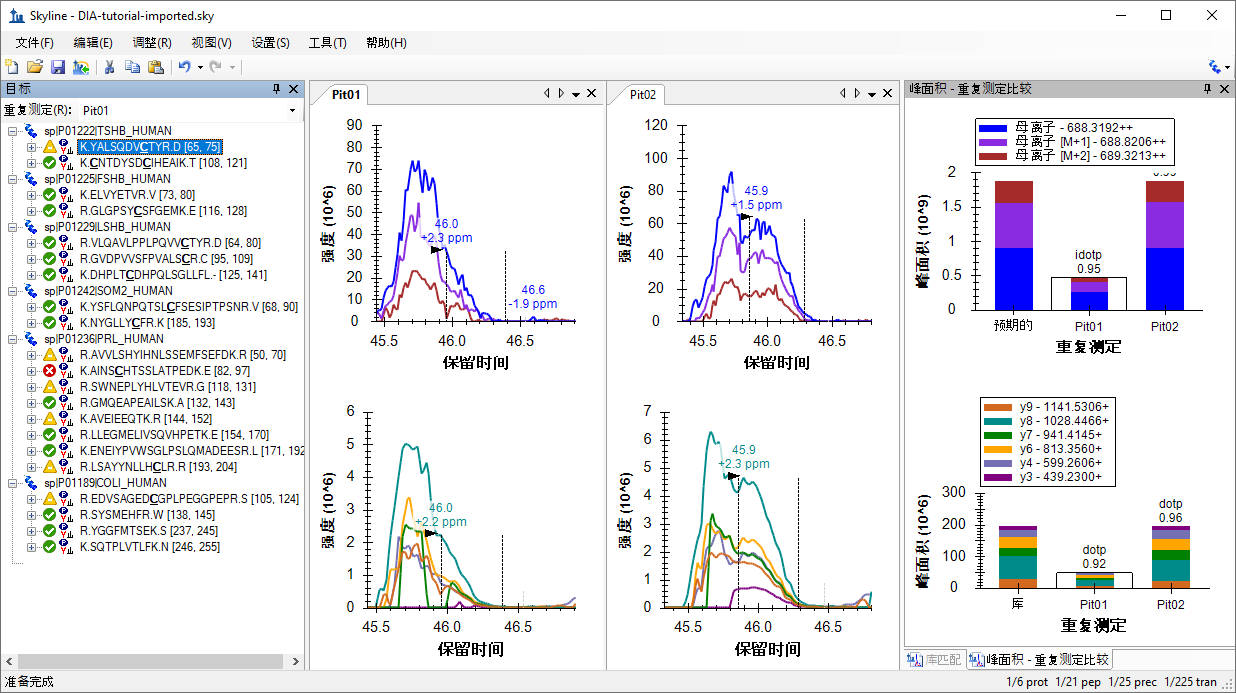 Skyline - DIA-tutorial-imported.sky
文件(F) 编辑(E) 调整(R) 视图(V) 设置(S) 工具(T) 帮助(H)
目标
重复测定(R): Pit01
sp|P01222|TSHB_HUMAN
K.YALSQDVCTYR.D [65, 75]
K.CNTDYSDCIHEAIK.T [108, 121]
sp|P01225|FSHB_HUMAN
K.ELVYETVR.V [73, 80]
R.GLGPSYCSFGEMK.E [116, 128]
sp|P01229|LSHB_HUMAN
R.VLQAVLPPLPQVVCTYR.D [64, 80]
R.GVDPVVSFPVALSCR.C [95, 109]
K.DHPLTCDHPQLSGLLFL.- [125, 141]
sp|P01242|SOM2_HUMAN
K.YSFLQNPQTSLCFSESIPTPSNR.V [68, 90]
K.NYGLLYCFR.K [185, 193]
sp|P01236|PRL_HUMAN
R.AVVLSHYIHNLSSEMFSEFDK.R [50, 70]
K.AINSCHTSSLATPEDK.E [82, 97]
R.SWNEPLYHLVTEVR.G [118, 131]
R.GMQEAPEAILSK.A [132, 143]
K.AVEIEEQTK.R [144, 152]
R.LLEGMELIVSQVHPETK.E [154, 170]
K.ENEIYPVWSGLPSLQMADEESR.L [171, 192
R.LSAYYNLLHCLR.R [193, 204]
sp|P01189|COLI_HUMAN
R.EDVSAGEDCGPLPEGGPEPR.S [105, 124]
R.SYSMEHFR.W [138, 145]
R.YGGFMTSEK.S [237, 245]
K.SQTPLVTLFK.N [246, 255]
Pit01
强度 (10^6)
90
80
70
60
50
40
30
20
10
0
46.0
+2.3 ppm
46.6
-1.9 ppm
45.5 46.0 46.5
保留时间
强度 (10^6)
6
5
4
3
2
1
0
46.0
+2.2 ppm
45.5 46.0 46.5
保留时间
Pit02
强度 (10^6)
120
100
80
60
40
20
0
45.9
+1.5 ppm
45.5 46.0 46.5
保留时间
强度 (10^6)
7
6
5
4
3
2
1
0
45.9
+2.3 ppm
45.5 46.0 46.5
保留时间
峰面积 - 重复测定比较
母离子 - 688.3192++
母离子 [M+1] - 688.8206++
母离子 [M+2] - 689.3213++
峰面积 (10^9)
2
1.5
1
0.5
0
idotp
0.95
预期的 Pit01 Pit02
重复测定
y9 - 1141.5306+
y8 - 1028.4466+
y7 - 941.4145+
y6 - 813.3560+
y4 - 599.2606+
y3 - 439.2300+
峰面积 (10^6)
300
200
100
0
dotp
0.92
dotp
0.96
库 Pit01 Pit02
重复测定
库匹配 峰面积 - 重复测定比较
准备完成
1/6 prot 1/21 pep 1/25 prec 1/225 tran